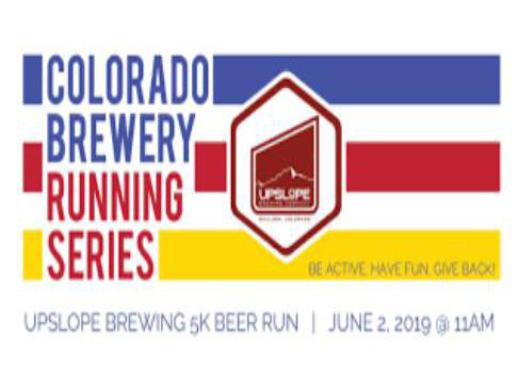 COLORADO
BREWERY
RUNNING
SERIES
UPSLOPE
BE ACTIVE. HAVE FUN. GIVE BACK!
UPSLOPE BREWING 5K BEER RUN | JUNE 2, 2019 @ 11AM